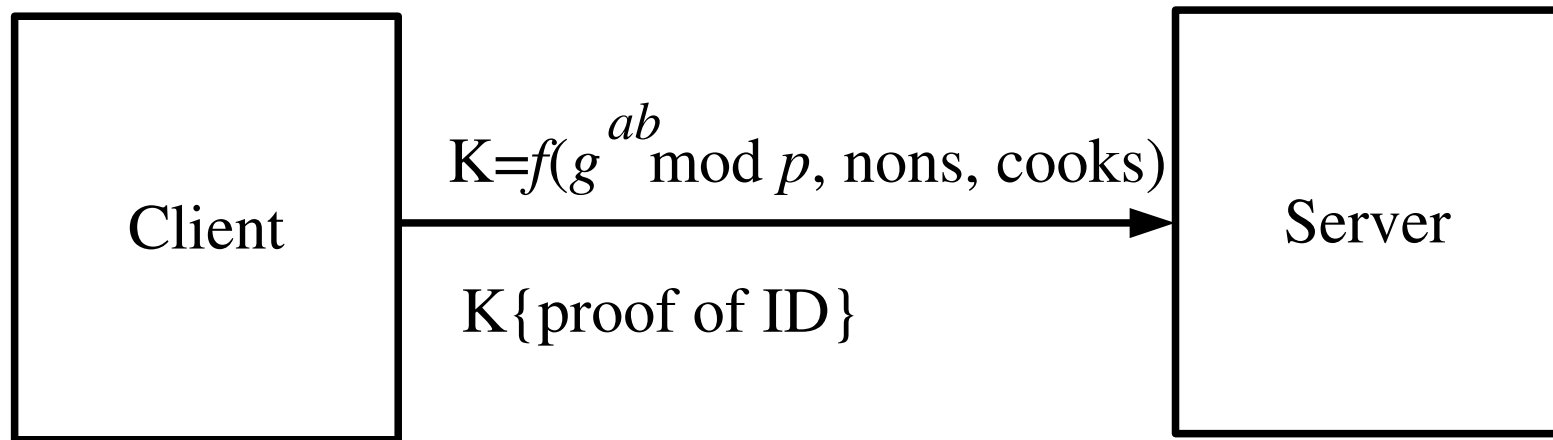 Client
K=f(g^ab mod p, nons, cooks)
K{proof of ID}
Server